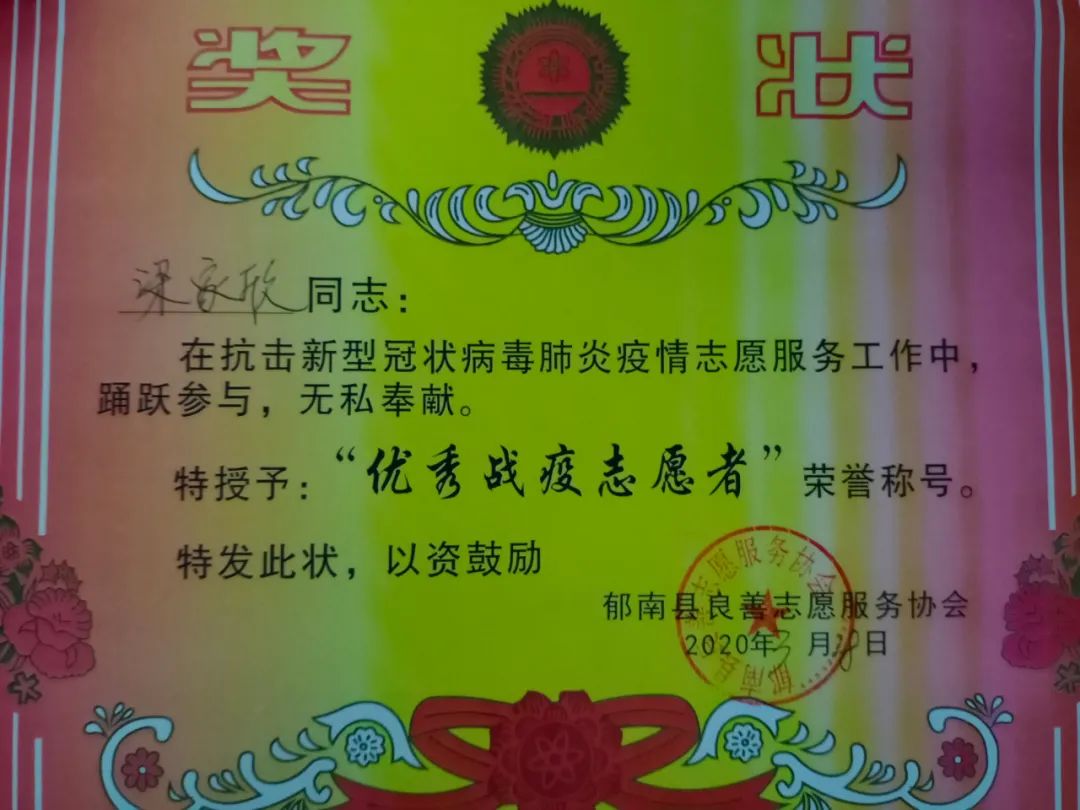 奖状
梁家欣同志：
在抗击新型冠状病毒肺炎疫情志愿服务工作中，
踊跃参与，无私奉献。
特授予：“优秀战疫志愿者”荣誉称号。
特发此状，以资鼓励
郁南县良善志愿服务协会
2020年3月 日